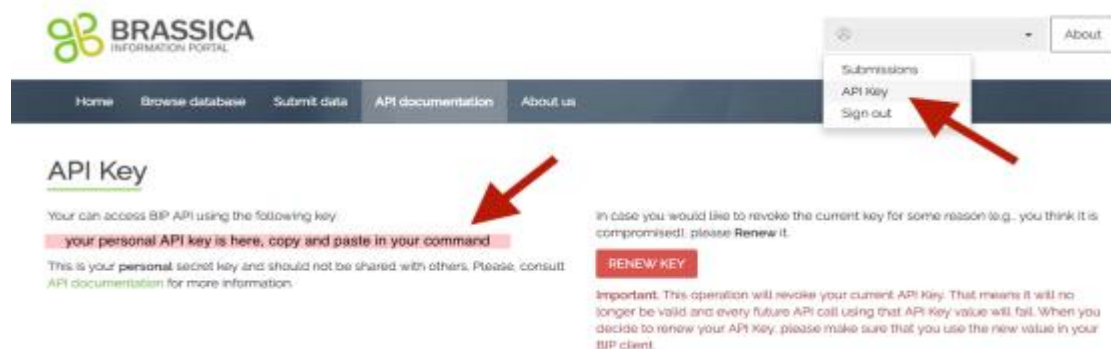 BRASSICA
INFORMATION PORTAL
About
Submissions
API Key
Sign out
Home Browse database Submit data API documentation About us
API Key
Your can access BIP API using the following key
your personal API key is here, copy and paste in your command
This is your personal secret key and should not be shared with others. Please, consult
API documentation for more information.
In case you would like to revoke the current key for some reason (e.g., you think it is
compromised), please Renew it.
RENEW KEY
Important. This operation will revoke your current API Key. That means it will no
longer be valid and every future API call using that API Key value will fail. When you
decide to renew your API Key, please make sure that you use the new value in your
BIP client.